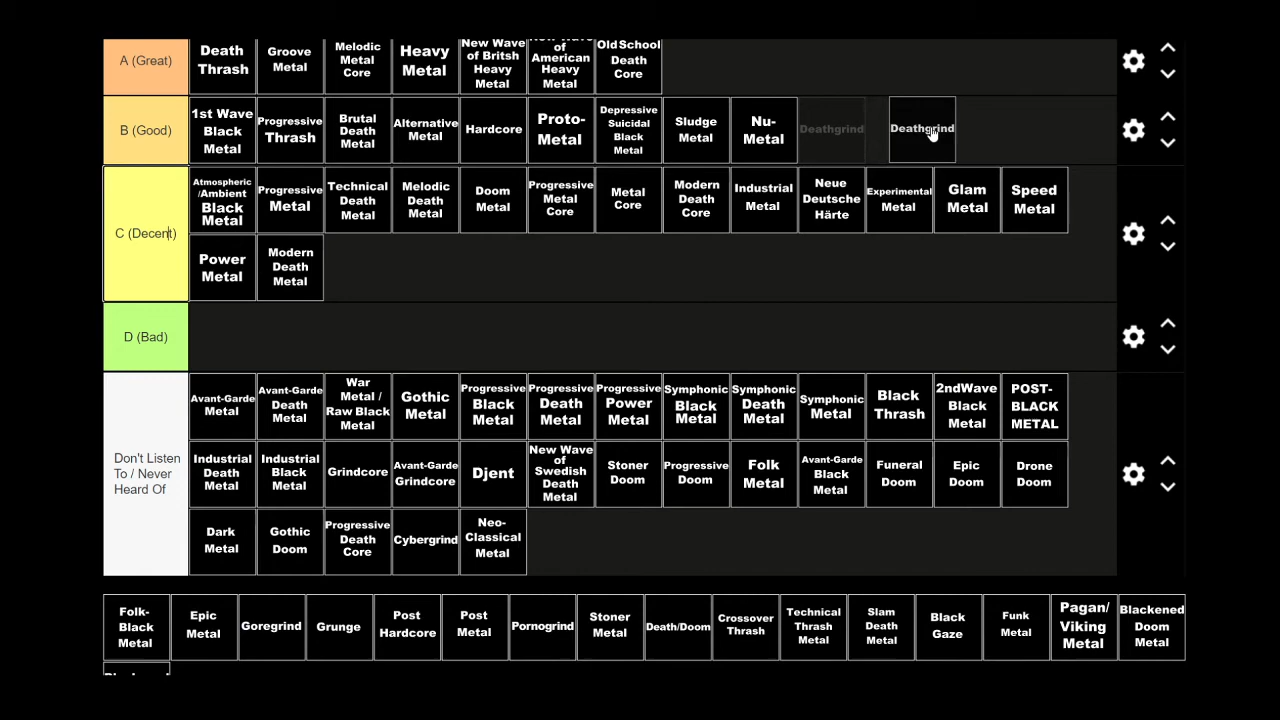 A (Great)
Death
Thrash
Groove
Metal
Melodic
Metal
Core
Heavy
Metal
New Wave
of Britsh
Heavy
Metal
New Wave
of
American
Heavy
Metal
Old School
Death
Core
B (Good)
1st Wave
Black
Metal
Progressive
Thrash
Brutal
Death
Metal
Alternative
Metal
Hardcore
Proto-
Metal
Depressive
Suicidal
Black
Metal
Sludge
Metal
Nu-
Metal
Deathgrind
Deathgrind
C (Decent)
Atmospheric
/Ambient
Black
Metal
Progressive
Metal
Technical
Death
Metal
Melodic
Death
Metal
Doom
Metal
Progressive
Metal
Core
Metal
Core
Modern
Death
Core
Industrial
Metal
Neue
Deutsche
Härte
Experimental
Metal
Glam
Metal
Speed
Metal
Power
Metal
Modern
Death
Metal
D (Bad)
Don't Listen
To / Never
Heard Of
Avant-Garde
Metal
Avant-Garde
Death
Metal
War
Metal /
Raw Black
Metal
Gothic
Metal
Progressive
Black
Metal
Progressive
Death
Metal
Progressive
Power
Metal
Symphonic
Black
Metal
Symphonic
Death
Metal
Symphonic
Metal
Black
Thrash
2ndWave
Black
Metal
POST-
BLACK
METAL
Industrial
Death
Metal
Industrial
Black
Metal
Grindcore
Avant-Garde
Grindcore
Djent
New Wave
of
Swedish
Death
Metal
Stoner
Doom
Progressive
Doom
Folk
Metal
Avant-Garde
Black
Metal
Funeral
Doom
Epic
Doom
Drone
Doom
Dark
Metal
Gothic
Doom
Progressive
Death
Core
Cybergrind
Neo-
Classical
Metal
Folk-
Black
Metal
Epic
Metal
Goregrind
Grunge
Post
Hardcore
Post
Metal
Pornogrind
Stoner
Metal
Death/Doom
Crossover
Thrash
Technical
Thrash
Metal
Slam
Death
Metal
Black
Gaze
Funk
Metal
Pagan/
Viking
Metal
Blackened
Doom
Metal